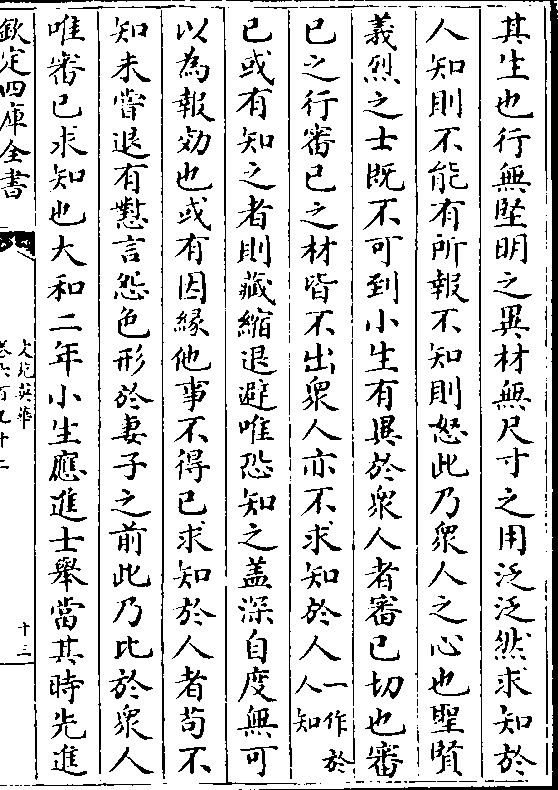 其生也行無堅明之異材無尺寸之用泛泛然求知於
人知則不能有所報不知則怒此乃衆人之心也聖賢
義烈之士既不可到小生有異於衆人者審已切也審
已之行審已之材皆不出衆人亦不求知於人一作於人知
已或有知之者則藏縮退避唯恐知之蓋深自度無可
以為報効也或有因緣他事不得已求知於人者苟不
知未嘗退有懟言怨色形於妻子之前此乃比於衆人
唯審已求知也大和二年小生應進士舉當其時先進
欽定四庫全書
文苑英華
卷六百九十二
十三